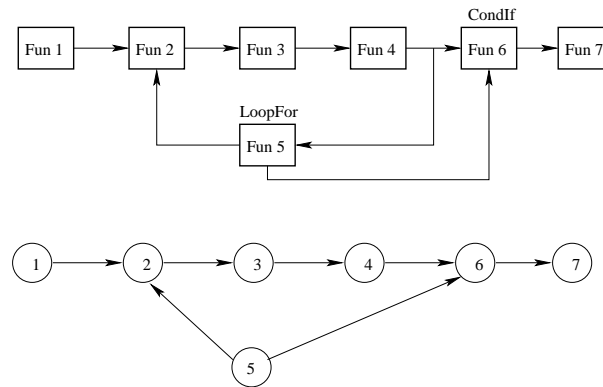 CondIf
Fun 1
Fun 2
Fun 3
Fun 4
Fun 6
Fun 7
LoopFor
Fun 5
1
2
3
4
6
7
5